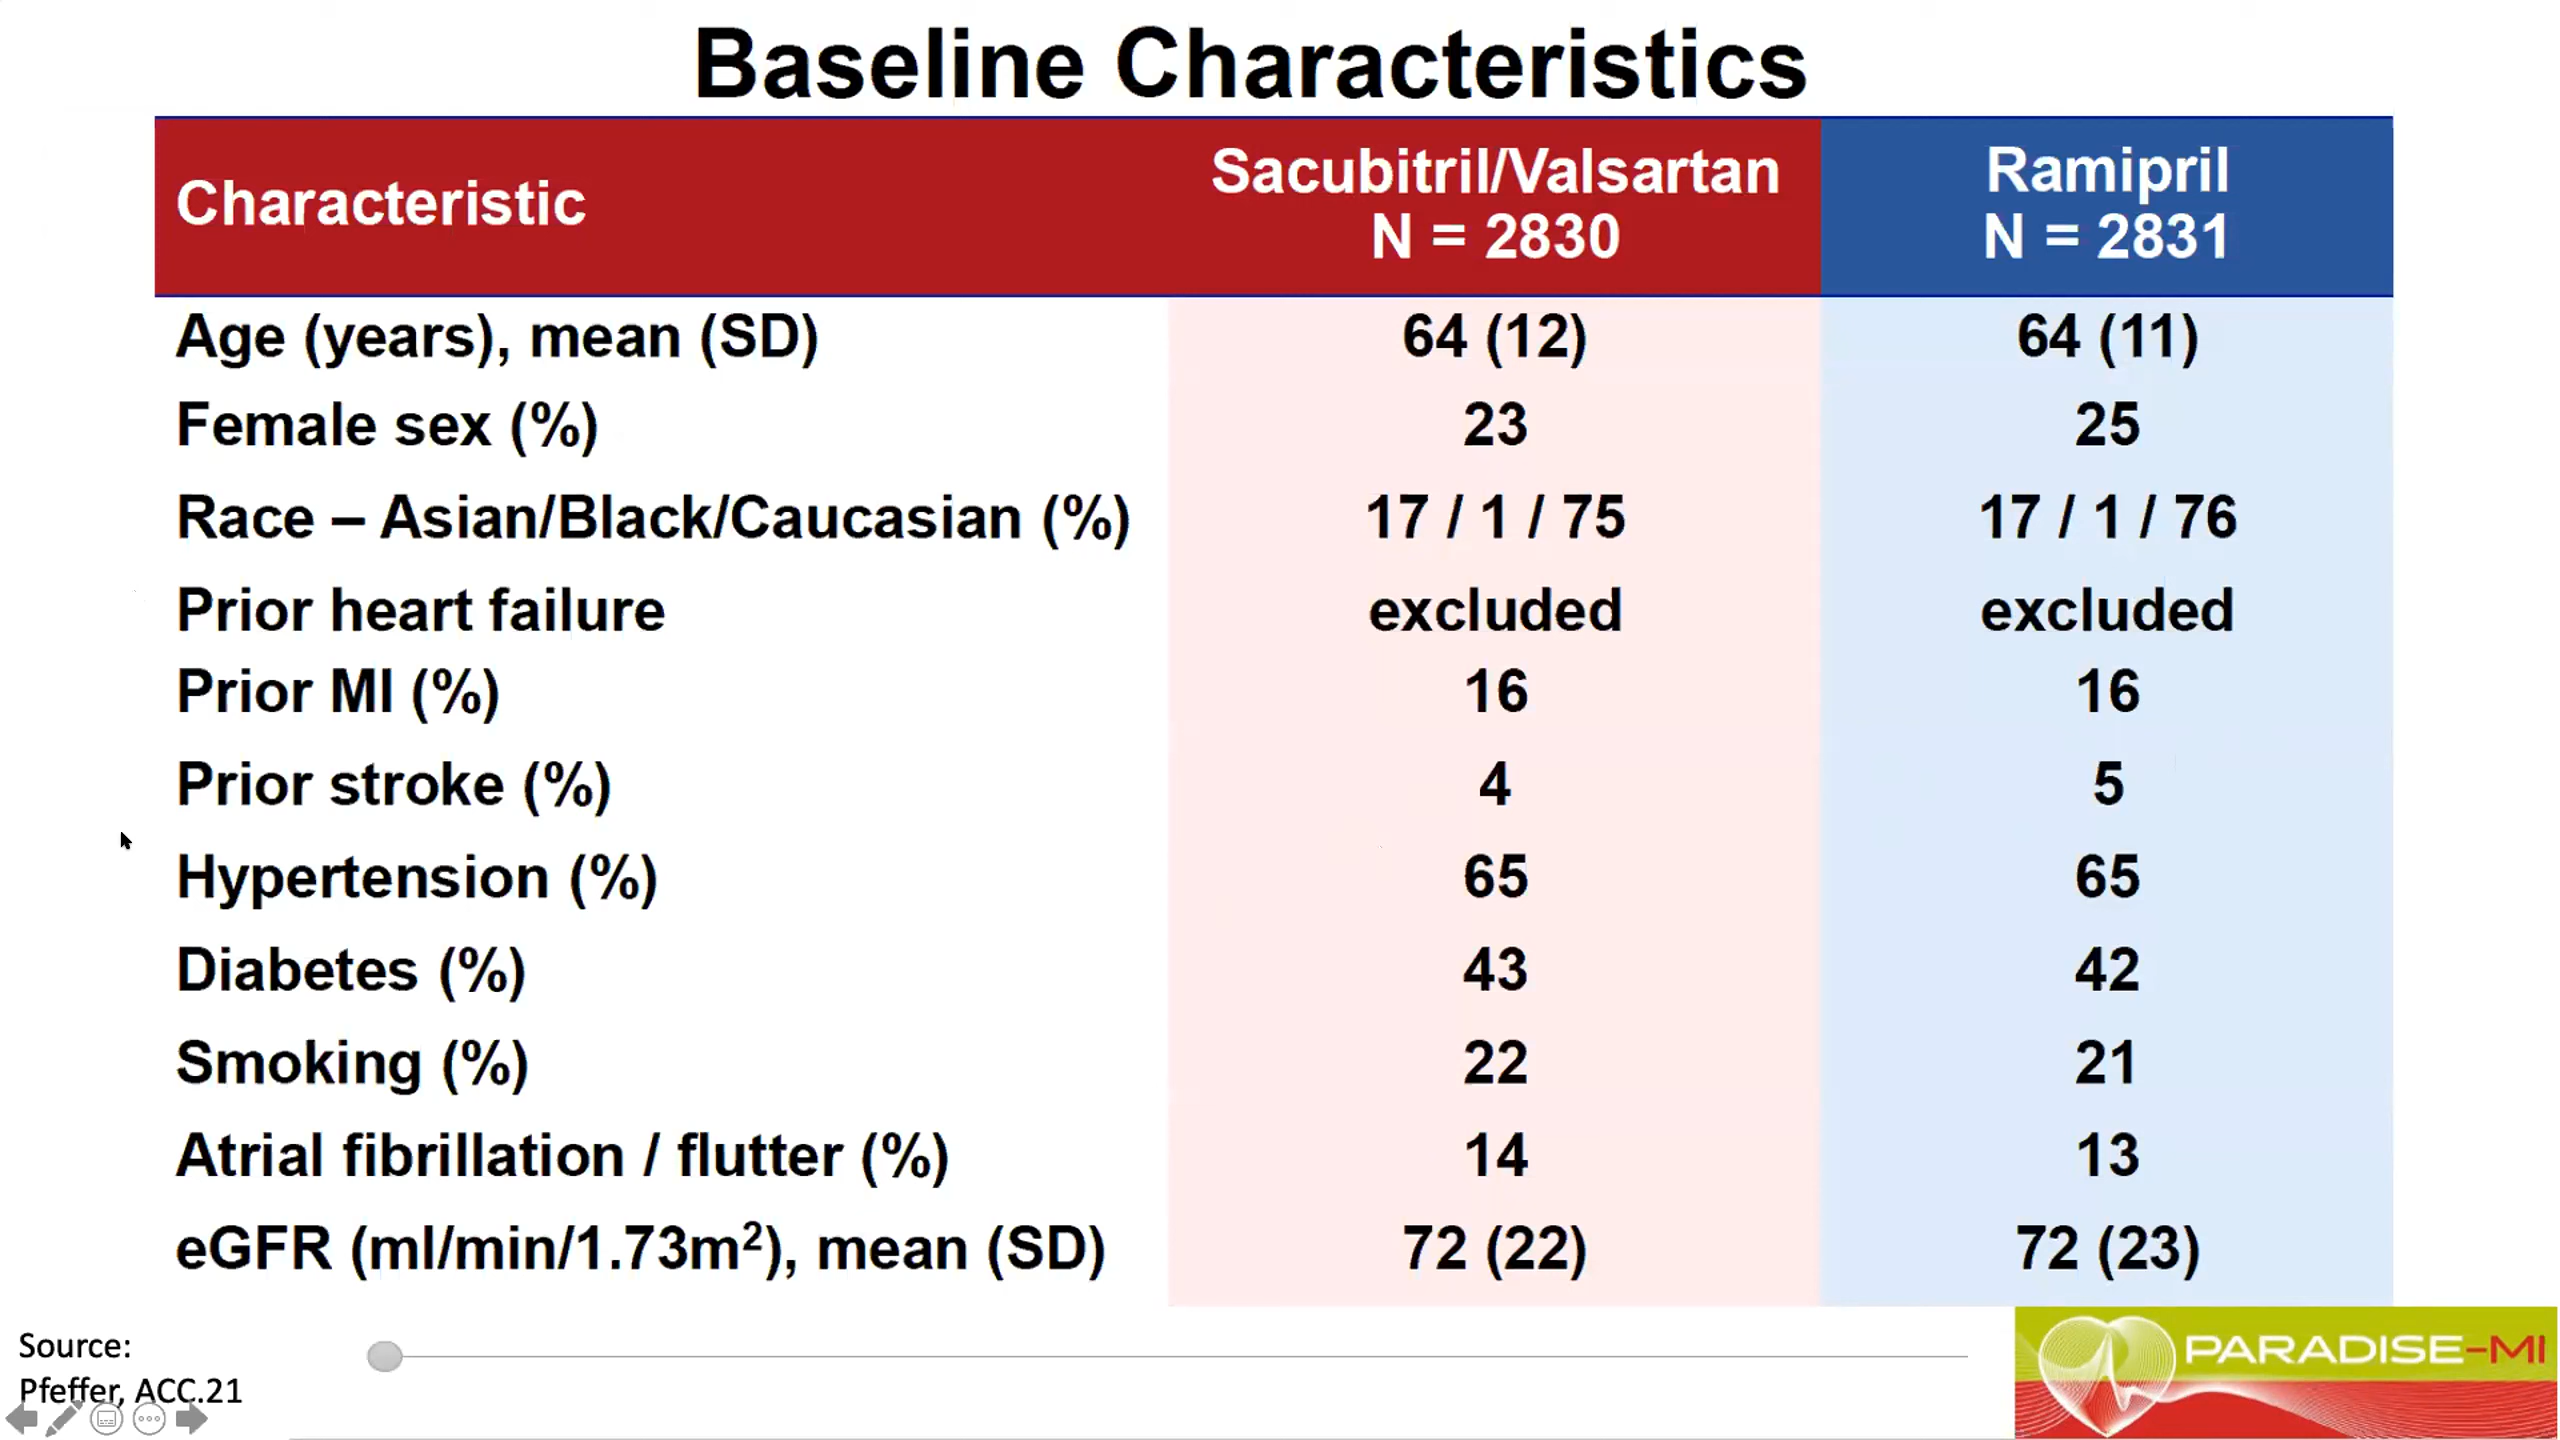 Baseline Characteristics
Characteristic
Sacubitril/Valsartan
N = 2830
Ramipril
N = 2831
Age (years), mean (SD) 64 (12) 64 (11)
Female sex (%) 23 25
Race – Asian/Black/Caucasian (%) 17 / 1 / 75 17 / 1 / 76
Prior heart failure excluded excluded
Prior MI (%) 16 16
Prior stroke (%) 4 5
Hypertension (%) 65 65
Diabetes (%) 43 42
Smoking (%) 22 21
Atrial fibrillation / flutter (%) 14 13
eGFR (ml/min/1.73m²), mean (SD) 72 (22) 72 (23)
Source:
Pfeffer, ACC.21
PARADISE-MI